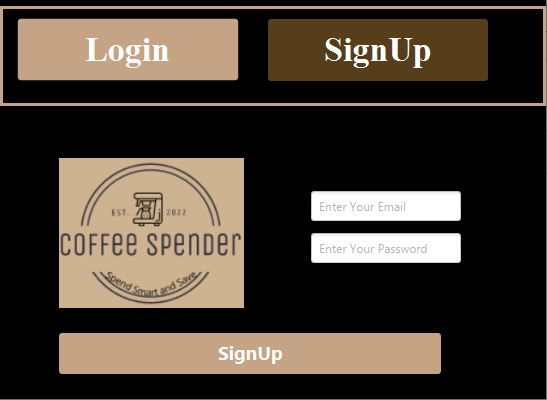 Login
SignUp
EST. 2022
COFFEE SPENDER
Spend Smart and Save
Enter Your Email
Enter Your Password
SignUp